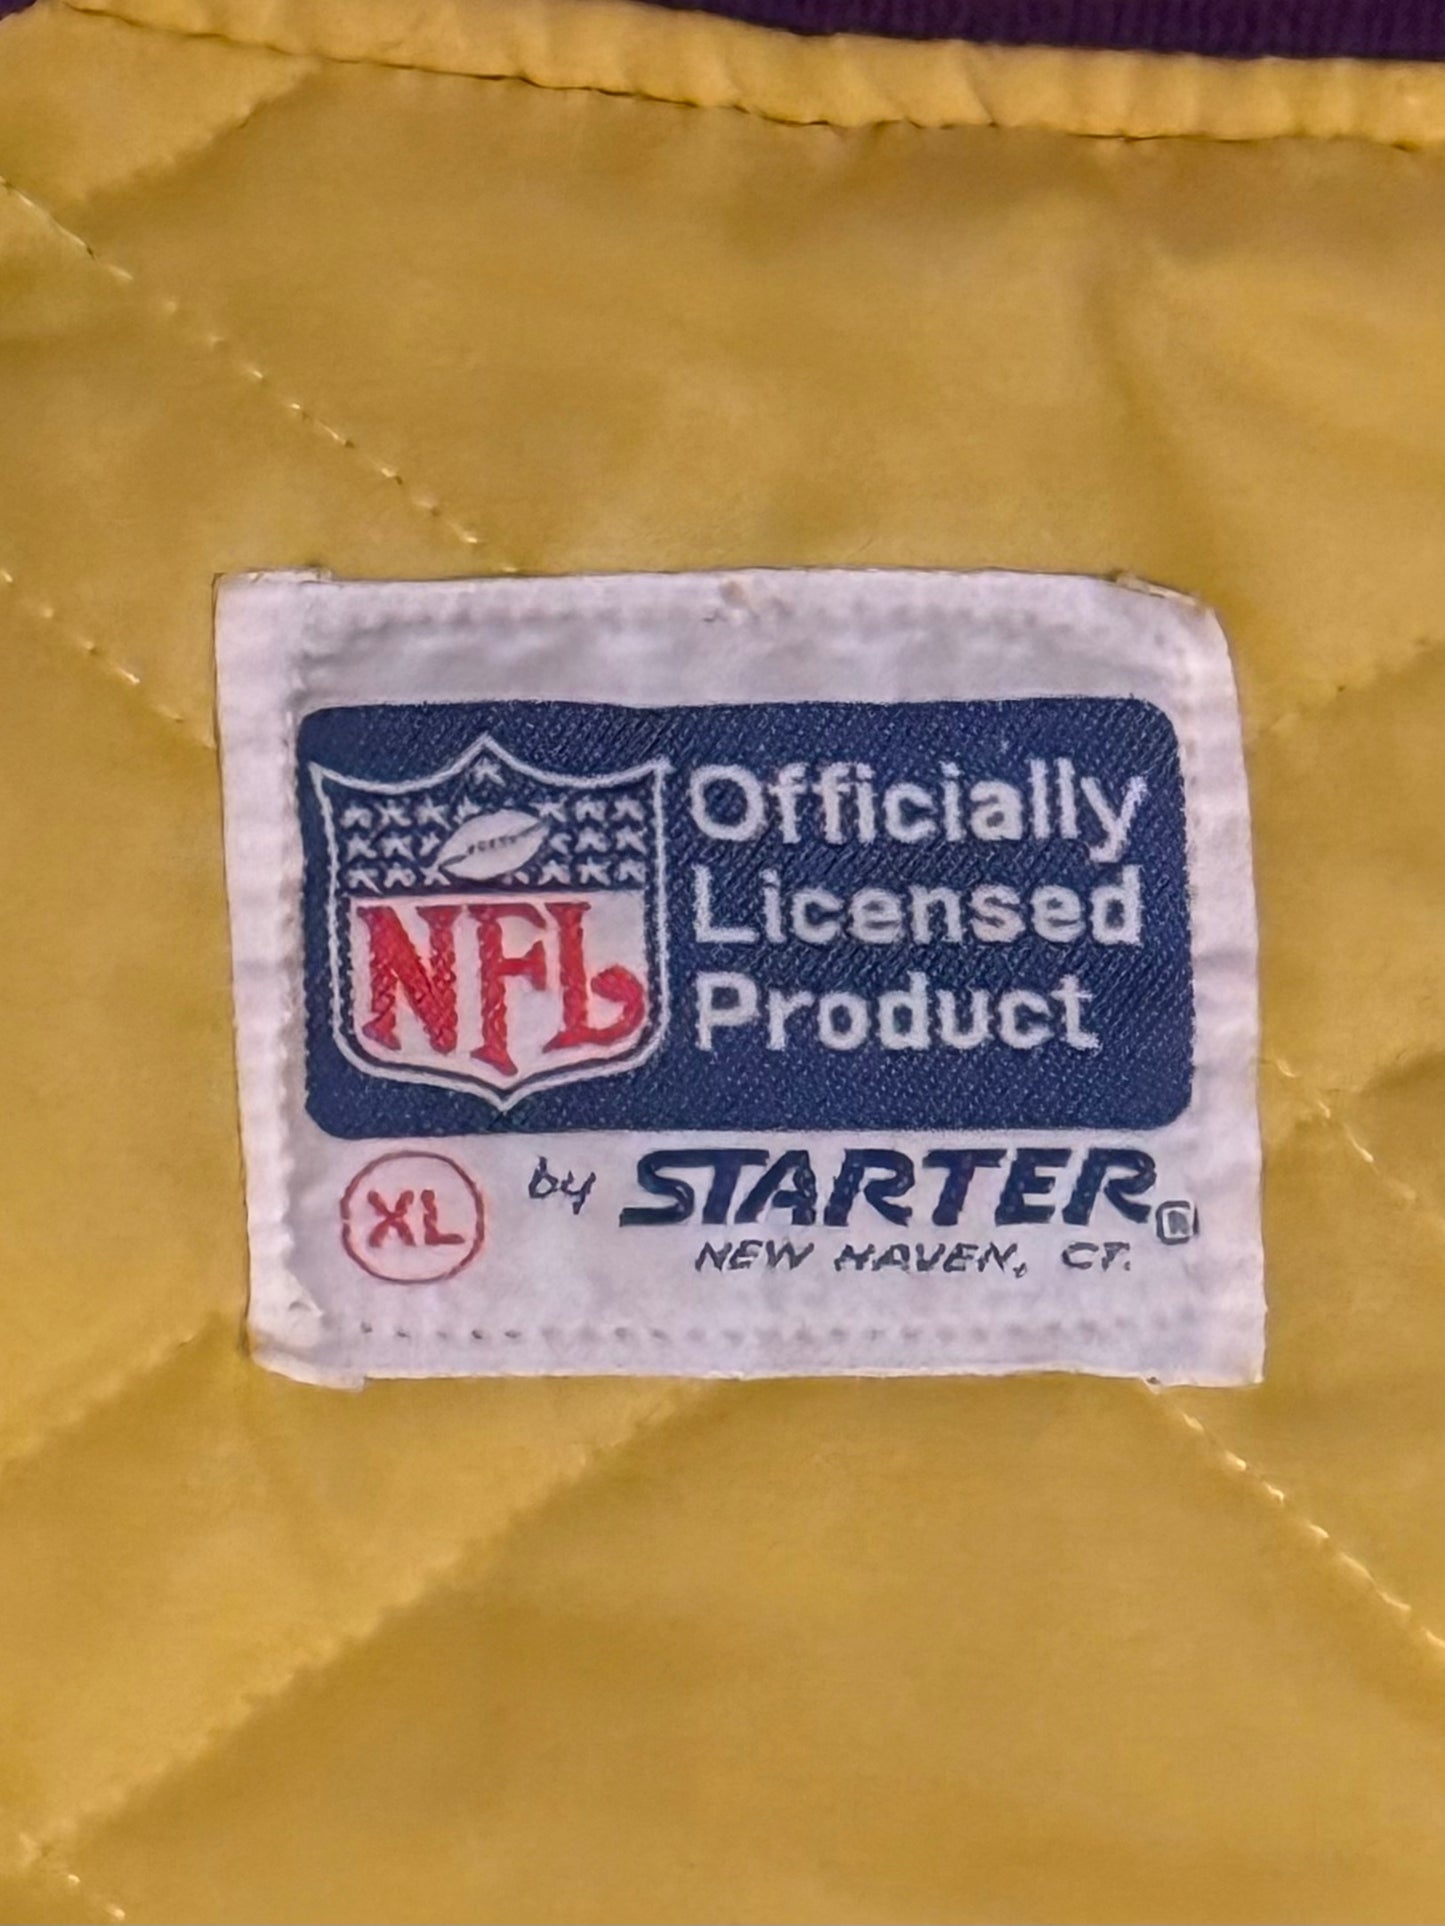 NFL
Officially
Licensed
Product
XL
by STARTER®
NEW HAVEN, CT.